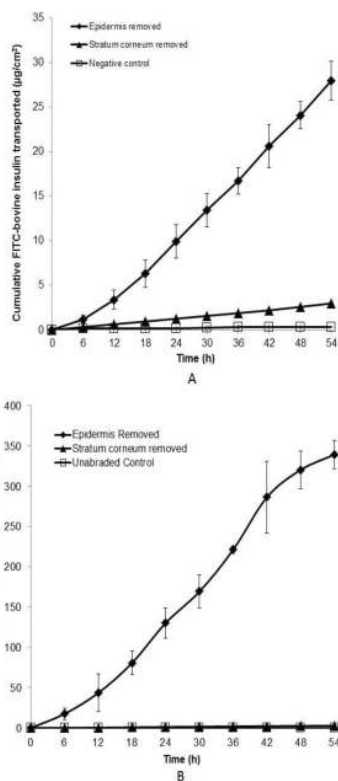 Cumulative FITC-bovine insulin transported (µg/cm²)
35
30
25
20
15
10
5
0
Epidermis removed
Stratum corneum removed
Negative control
0 6 12 18 24 30 36 42 48 54
Time (h)
A
400
350
300
250
200
150
100
50
0
Epidermis Removed
Stratum corneum removed
Unabraded Control
0 6 12 18 24 30 36 42 48 54
Time (h)
B